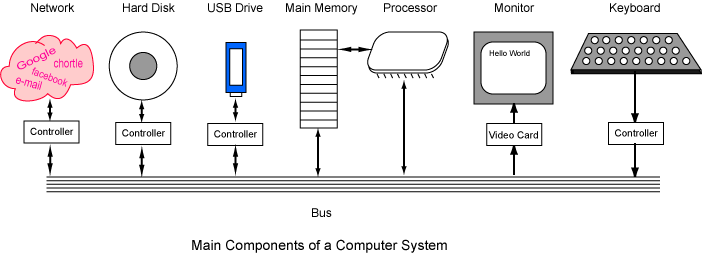 Network
Hard Disk
USB Drive
Main Memory
Processor
Monitor
Keyboard
Google
chortle
facebook
e-mail
Hello World
Controller
Controller
Controller
Video Card
Controller
Bus
Main Components of a Computer System